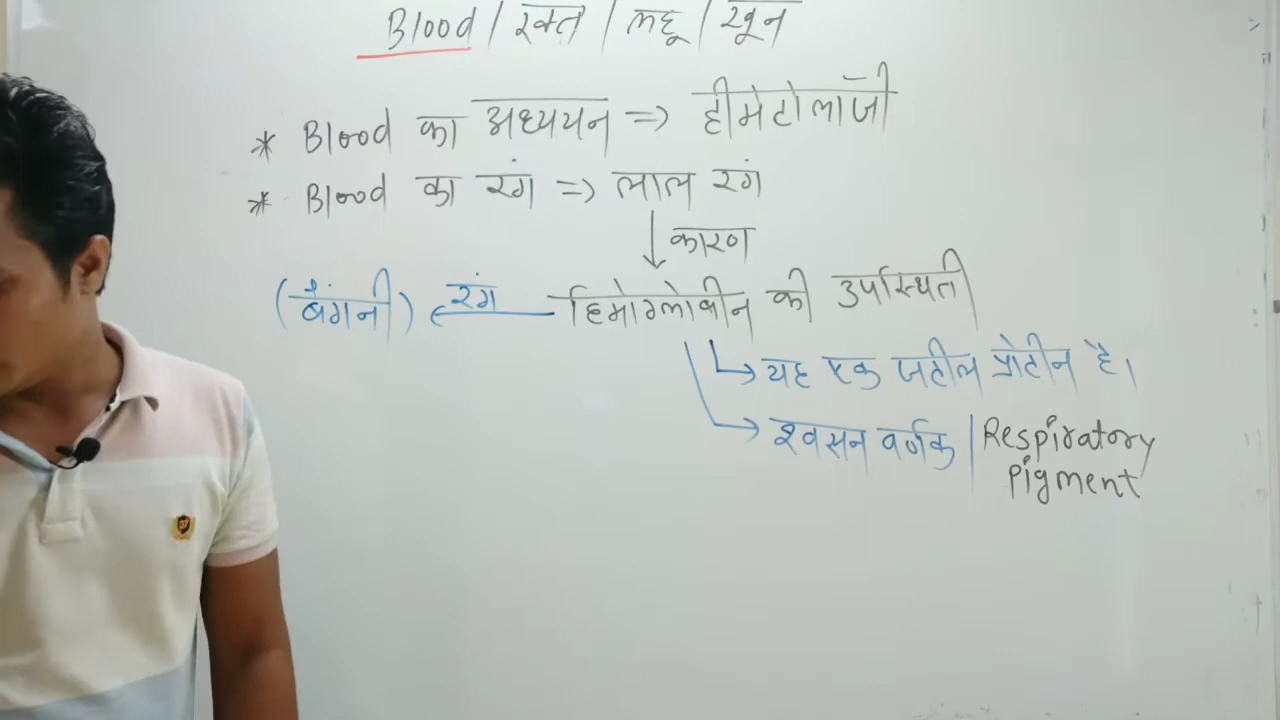 Blood / रक्त / लहू / खून
* Blood का अध्ययन => हीमेटोलॉजी
* Blood का रंग => लाल रंग
कारण
(बैंगनी) रंग हिमोग्लोबीन की उपस्थिती
यह एक जटील प्रोटीन है।
श्वसन वर्णक | Respiratory
Pigment